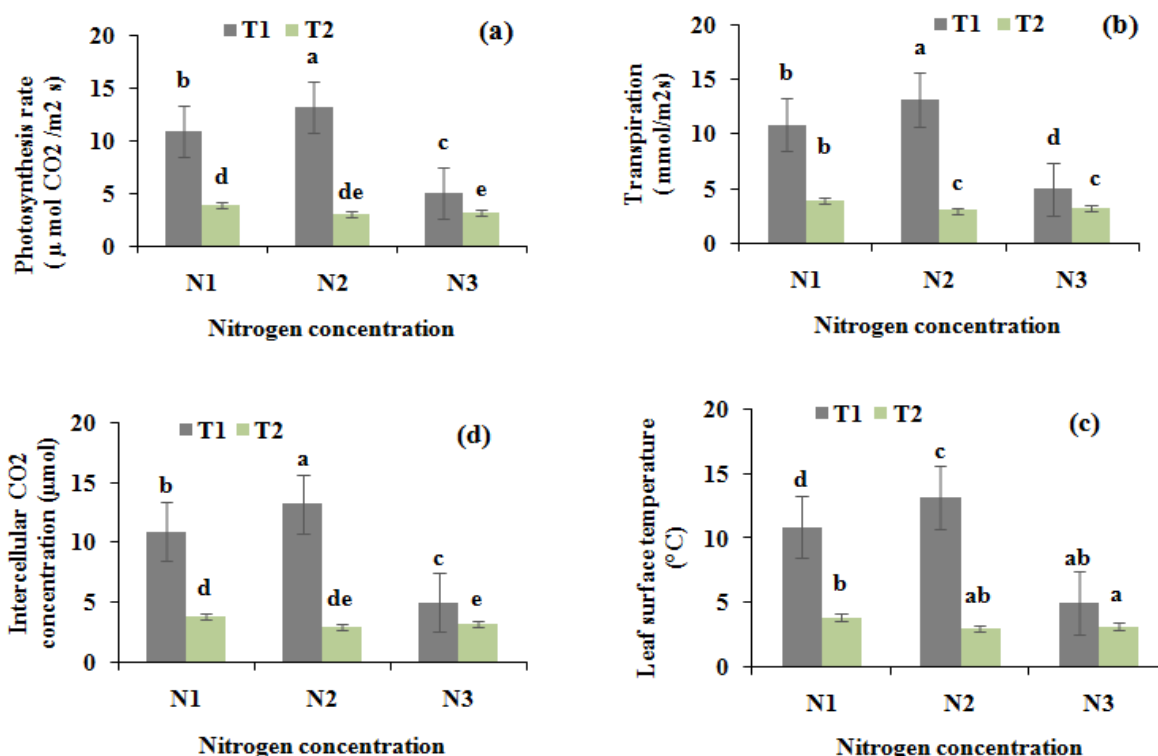 T1 T2 (a)
Photosynthesis rate
( µ mol CO2 /m2 s)
20
15
10
5
0
b
d
a
de
c
e
N1 N2 N3
Nitrogen concentration
T1 T2 (b)
Transpiration
(mmol/m2s)
20
15
10
5
0
b
b
a
c
d
c
N1 N2 N3
Nitrogen concentration
T1 T2 (d)
Intercellular CO2
concentration (µmol)
20
15
10
5
0
b
d
a
de
c
e
N1 N2 N3
Nitrogen concentration
T1 T2 (c)
Leaf surface temperature
(°C)
20
15
10
5
0
d
b
c
ab
ab
a
N1 N2 N3
Nitrogen concentration